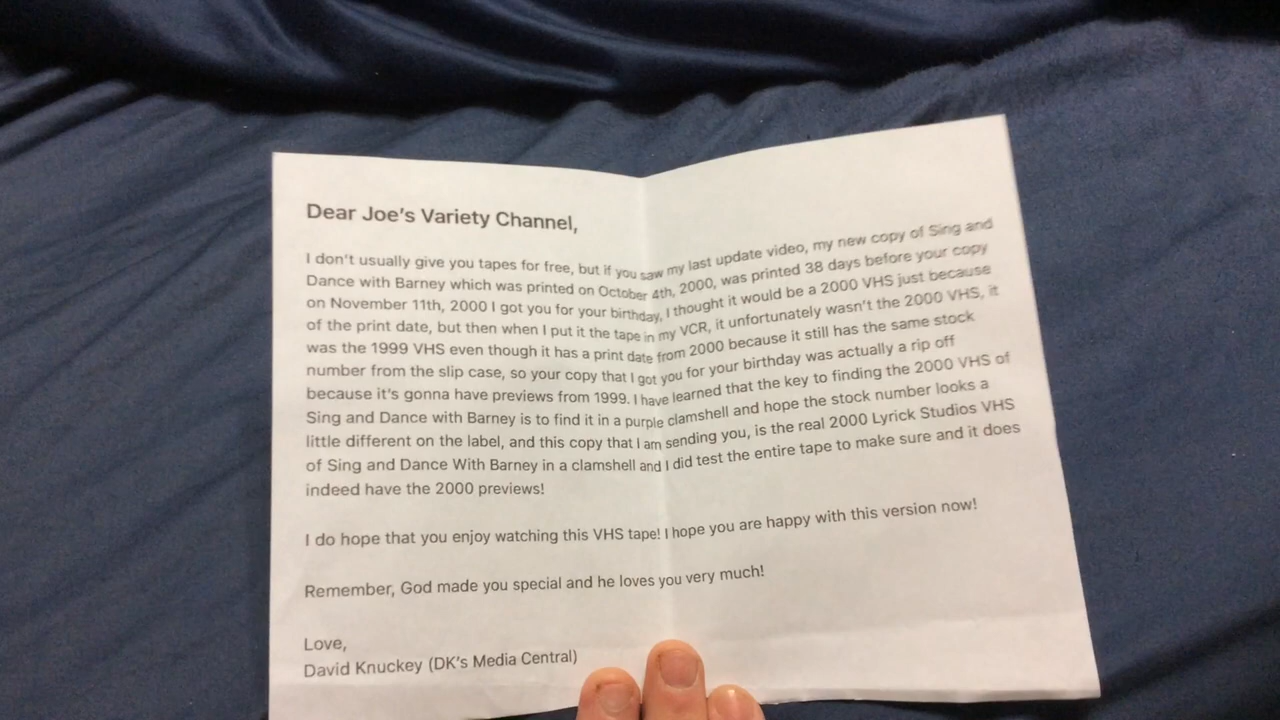 Dear Joe's Variety Channel,
I don't usually give you tapes for free, but if you saw my last update video, my new copy of Sing and
Dance with Barney which was printed on October 4th, 2000, was printed 38 days before your copy
on November 11th, 2000 I got you for your birthday, I thought it would be a 2000 VHS just because
of the print date, but then when I put it the tape in my VCR, it unfortunately wasn't the 2000 VHS, it
was the 1999 VHS even though it has a print date from 2000 because it still has the same stock
number from the slip case, so your copy that I got you for your birthday was actually a rip off
because it's gonna have previews from 1999. I have learned that the key to finding the 2000 VHS of
Sing and Dance with Barney is to find it in a purple clamshell and hope the stock number looks a
little different on the label, and this copy that I am sending you, is the real 2000 Lyrick Studios VHS
of Sing and Dance With Barney in a clamshell and I did test the entire tape to make sure and it does
indeed have the 2000 previews!
I do hope that you enjoy watching this VHS tape! I hope you are happy with this version now!
Remember, God made you special and he loves you very much!
Love,
David Knuckey (DK's Media Central)